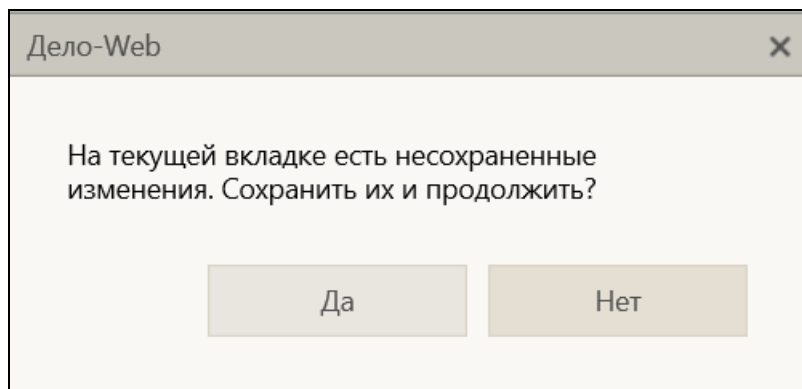 Дело-Web
На текущей вкладке есть несохраненные
изменения. Сохранить их и продолжить?
Да
Нет